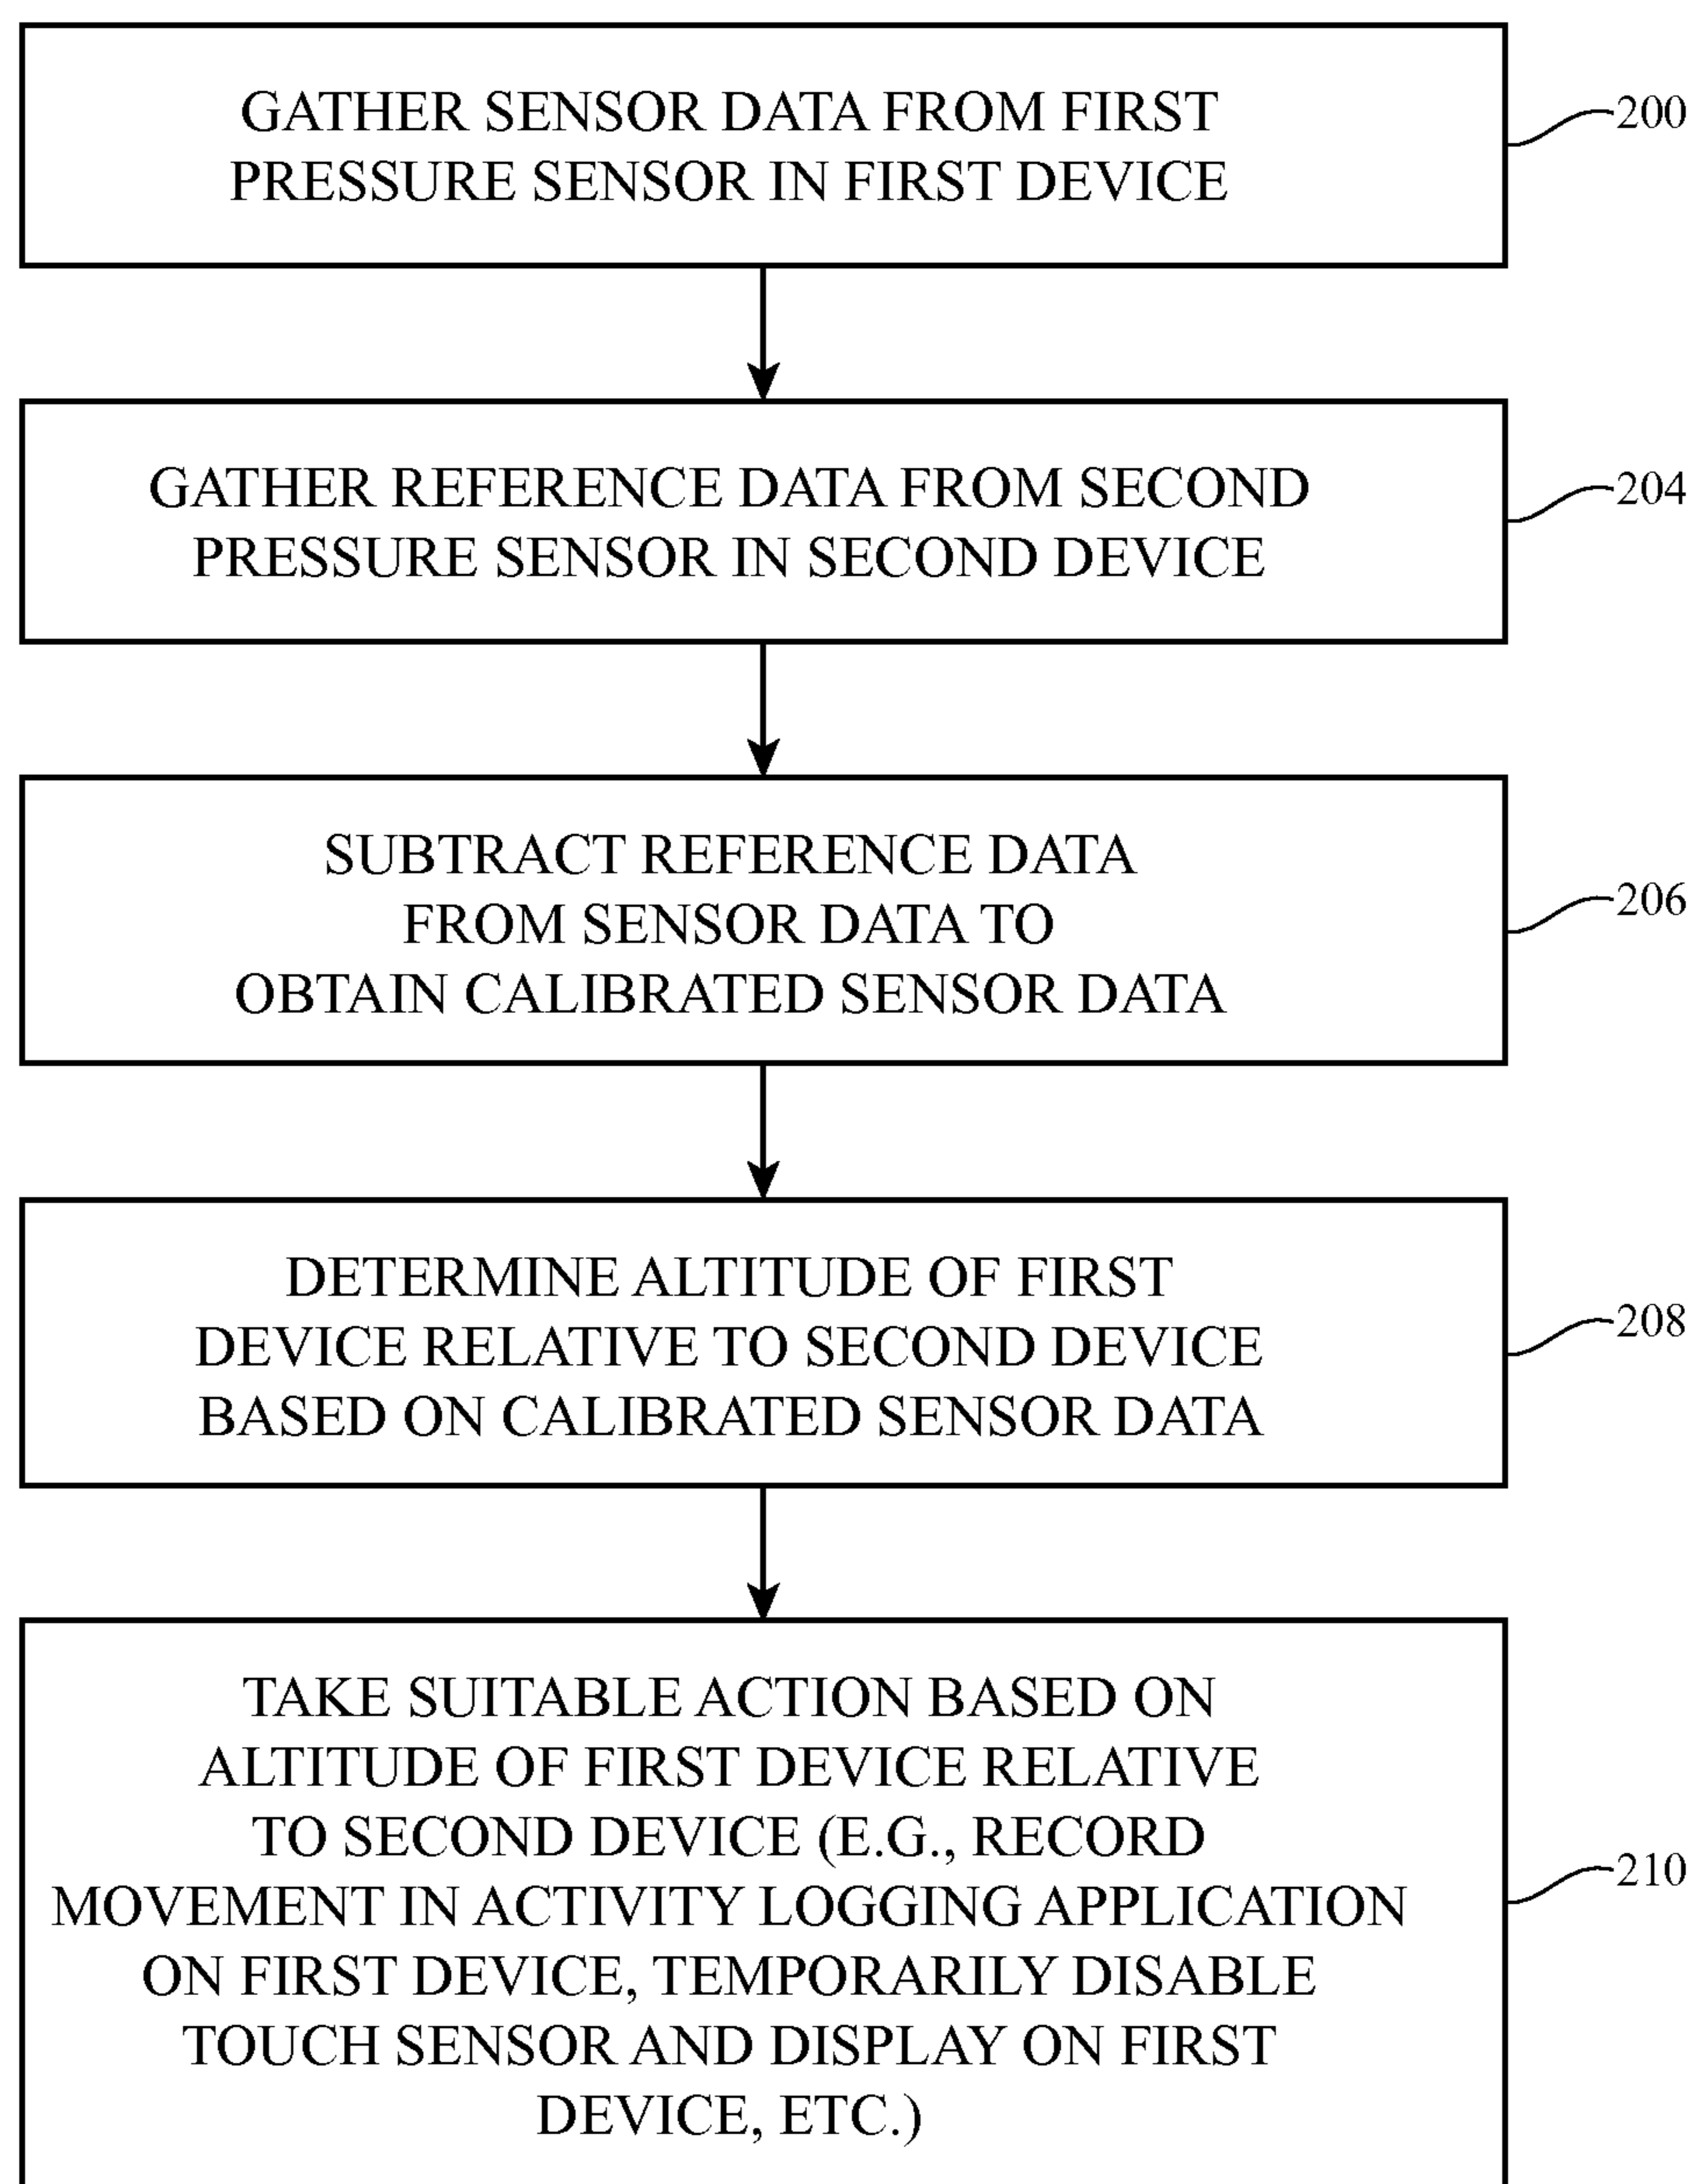 GATHER SENSOR DATA FROM FIRST
PRESSURE SENSOR IN FIRST DEVICE
200
GATHER REFERENCE DATA FROM SECOND
PRESSURE SENSOR IN SECOND DEVICE
204
SUBTRACT REFERENCE DATA
FROM SENSOR DATA TO
OBTAIN CALIBRATED SENSOR DATA
206
DETERMINE ALTITUDE OF FIRST
DEVICE RELATIVE TO SECOND DEVICE
BASED ON CALIBRATED SENSOR DATA
208
TAKE SUITABLE ACTION BASED ON
ALTITUDE OF FIRST DEVICE RELATIVE
TO SECOND DEVICE (E.G., RECORD
MOVEMENT IN ACTIVITY LOGGING APPLICATION
ON FIRST DEVICE, TEMPORARILY DISABLE
TOUCH SENSOR AND DISPLAY ON FIRST
DEVICE, ETC.)
210